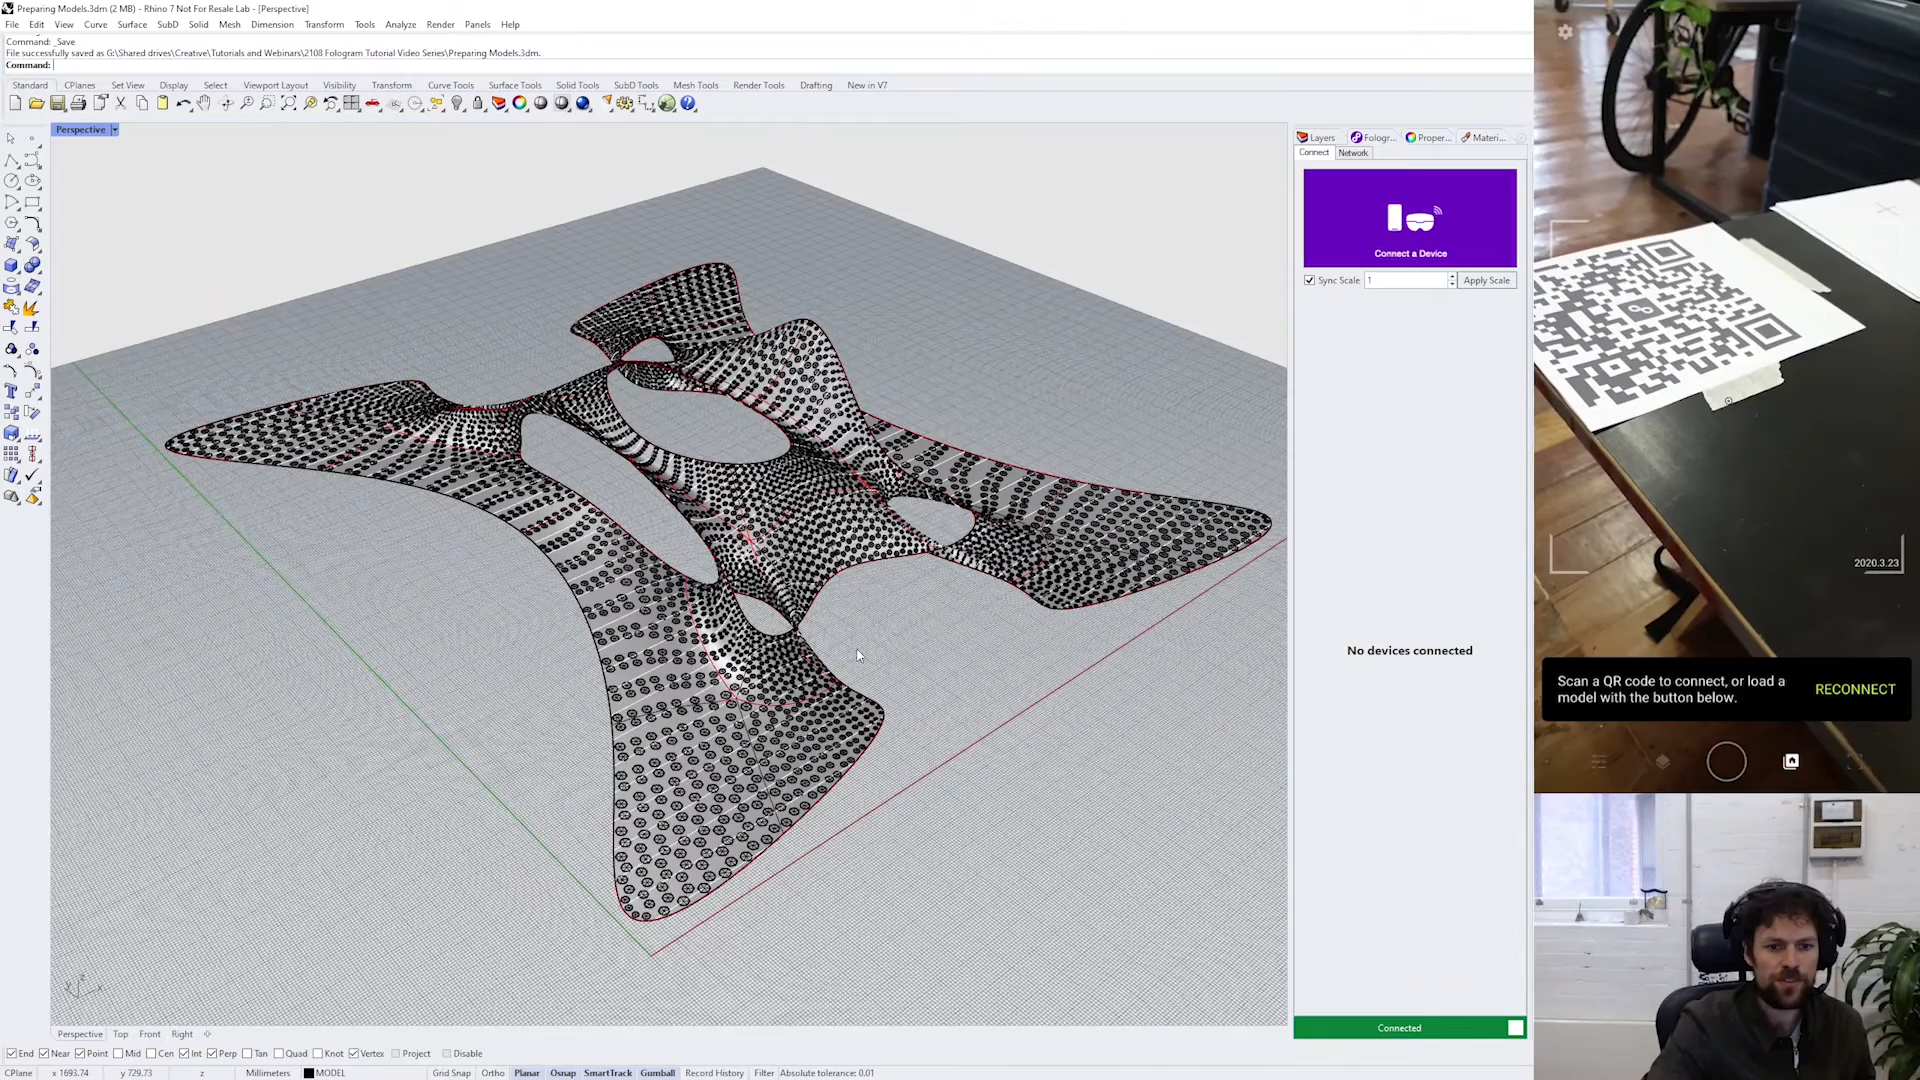 Preparing Models.3dm (2 MB) - Rhino 7 Not For Resale Lab - [Perspective]
File Edit View Curve Surface SubD Solid Mesh Dimension Transform Tools Analyze Render Panels Help
Command: _Save
File successfully saved as G:\Shared drives\Creative\Tutorials and Webinars\2108 Fologram Tutorial Video Series\Preparing Models.3dm.
Command:
Standard CPlanes Set View Display Select Viewport Layout Visibility Transform Curve Tools Surface Tools Solid Tools SubD Tools Mesh Tools Render Tools Drafting New in V7
Perspective
Layers Fologr... Proper... Materi...
Connect Network
Connect a Device
Sync Scale 1 Apply Scale
No devices connected
Connected
2020.3.23
Scan a QR code to connect, or load a
model with the button below.
RECONNECT
z
y x
Perspective Top Front Right
End Near Point Mid Cen Int Perp Tan Quad Knot Vertex Project Disable
CPlane x 1693.74 y 729.73 z Millimeters MODEL Grid Snap Ortho Planar Osnap SmartTrack Gumball Record History Filter Absolute tolerance: 0.01